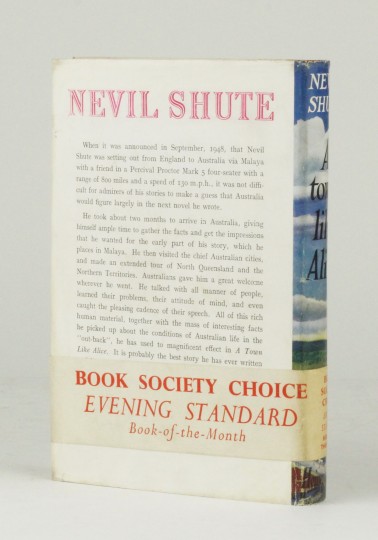 NEVIL SHUTE
When it was announced in September, 1948, that Nevil
Shute was setting out from England to Australia via Malaya
with a friend in a Percival Proctor Mark 5 four-seater with a
range of 800 miles and a speed of 130 m.p.h., it was not diffi-
cult for admirers of his stories to make a guess that Australia
would figure largely in the next novel he wrote.
He took about two months to arrive in Australia, giving
himself ample time to gather the facts and get the impressions
that he wanted for the early part of his story, which he
places in Malaya. He then visited the chief Australian cities,
and made an extended tour of North Queensland and the
Northern Territories. Australians gave him a great welcome
wherever he went. He talked with all manner of people,
learned their problems, their attitude of mind, and even
caught the pleasing cadence of their speech. All of this rich
human material, together with the mass of interesting facts
he picked up about the conditions of Australian life in the
"out-back", he has used to magnificent effect in A Town
Like Alice. It is probably the best story he has ever written
BOOK SOCIETY CHOICE
EVENING STANDARD
Book-of-the-Month
NEV
SHU
A
to
li
Ali